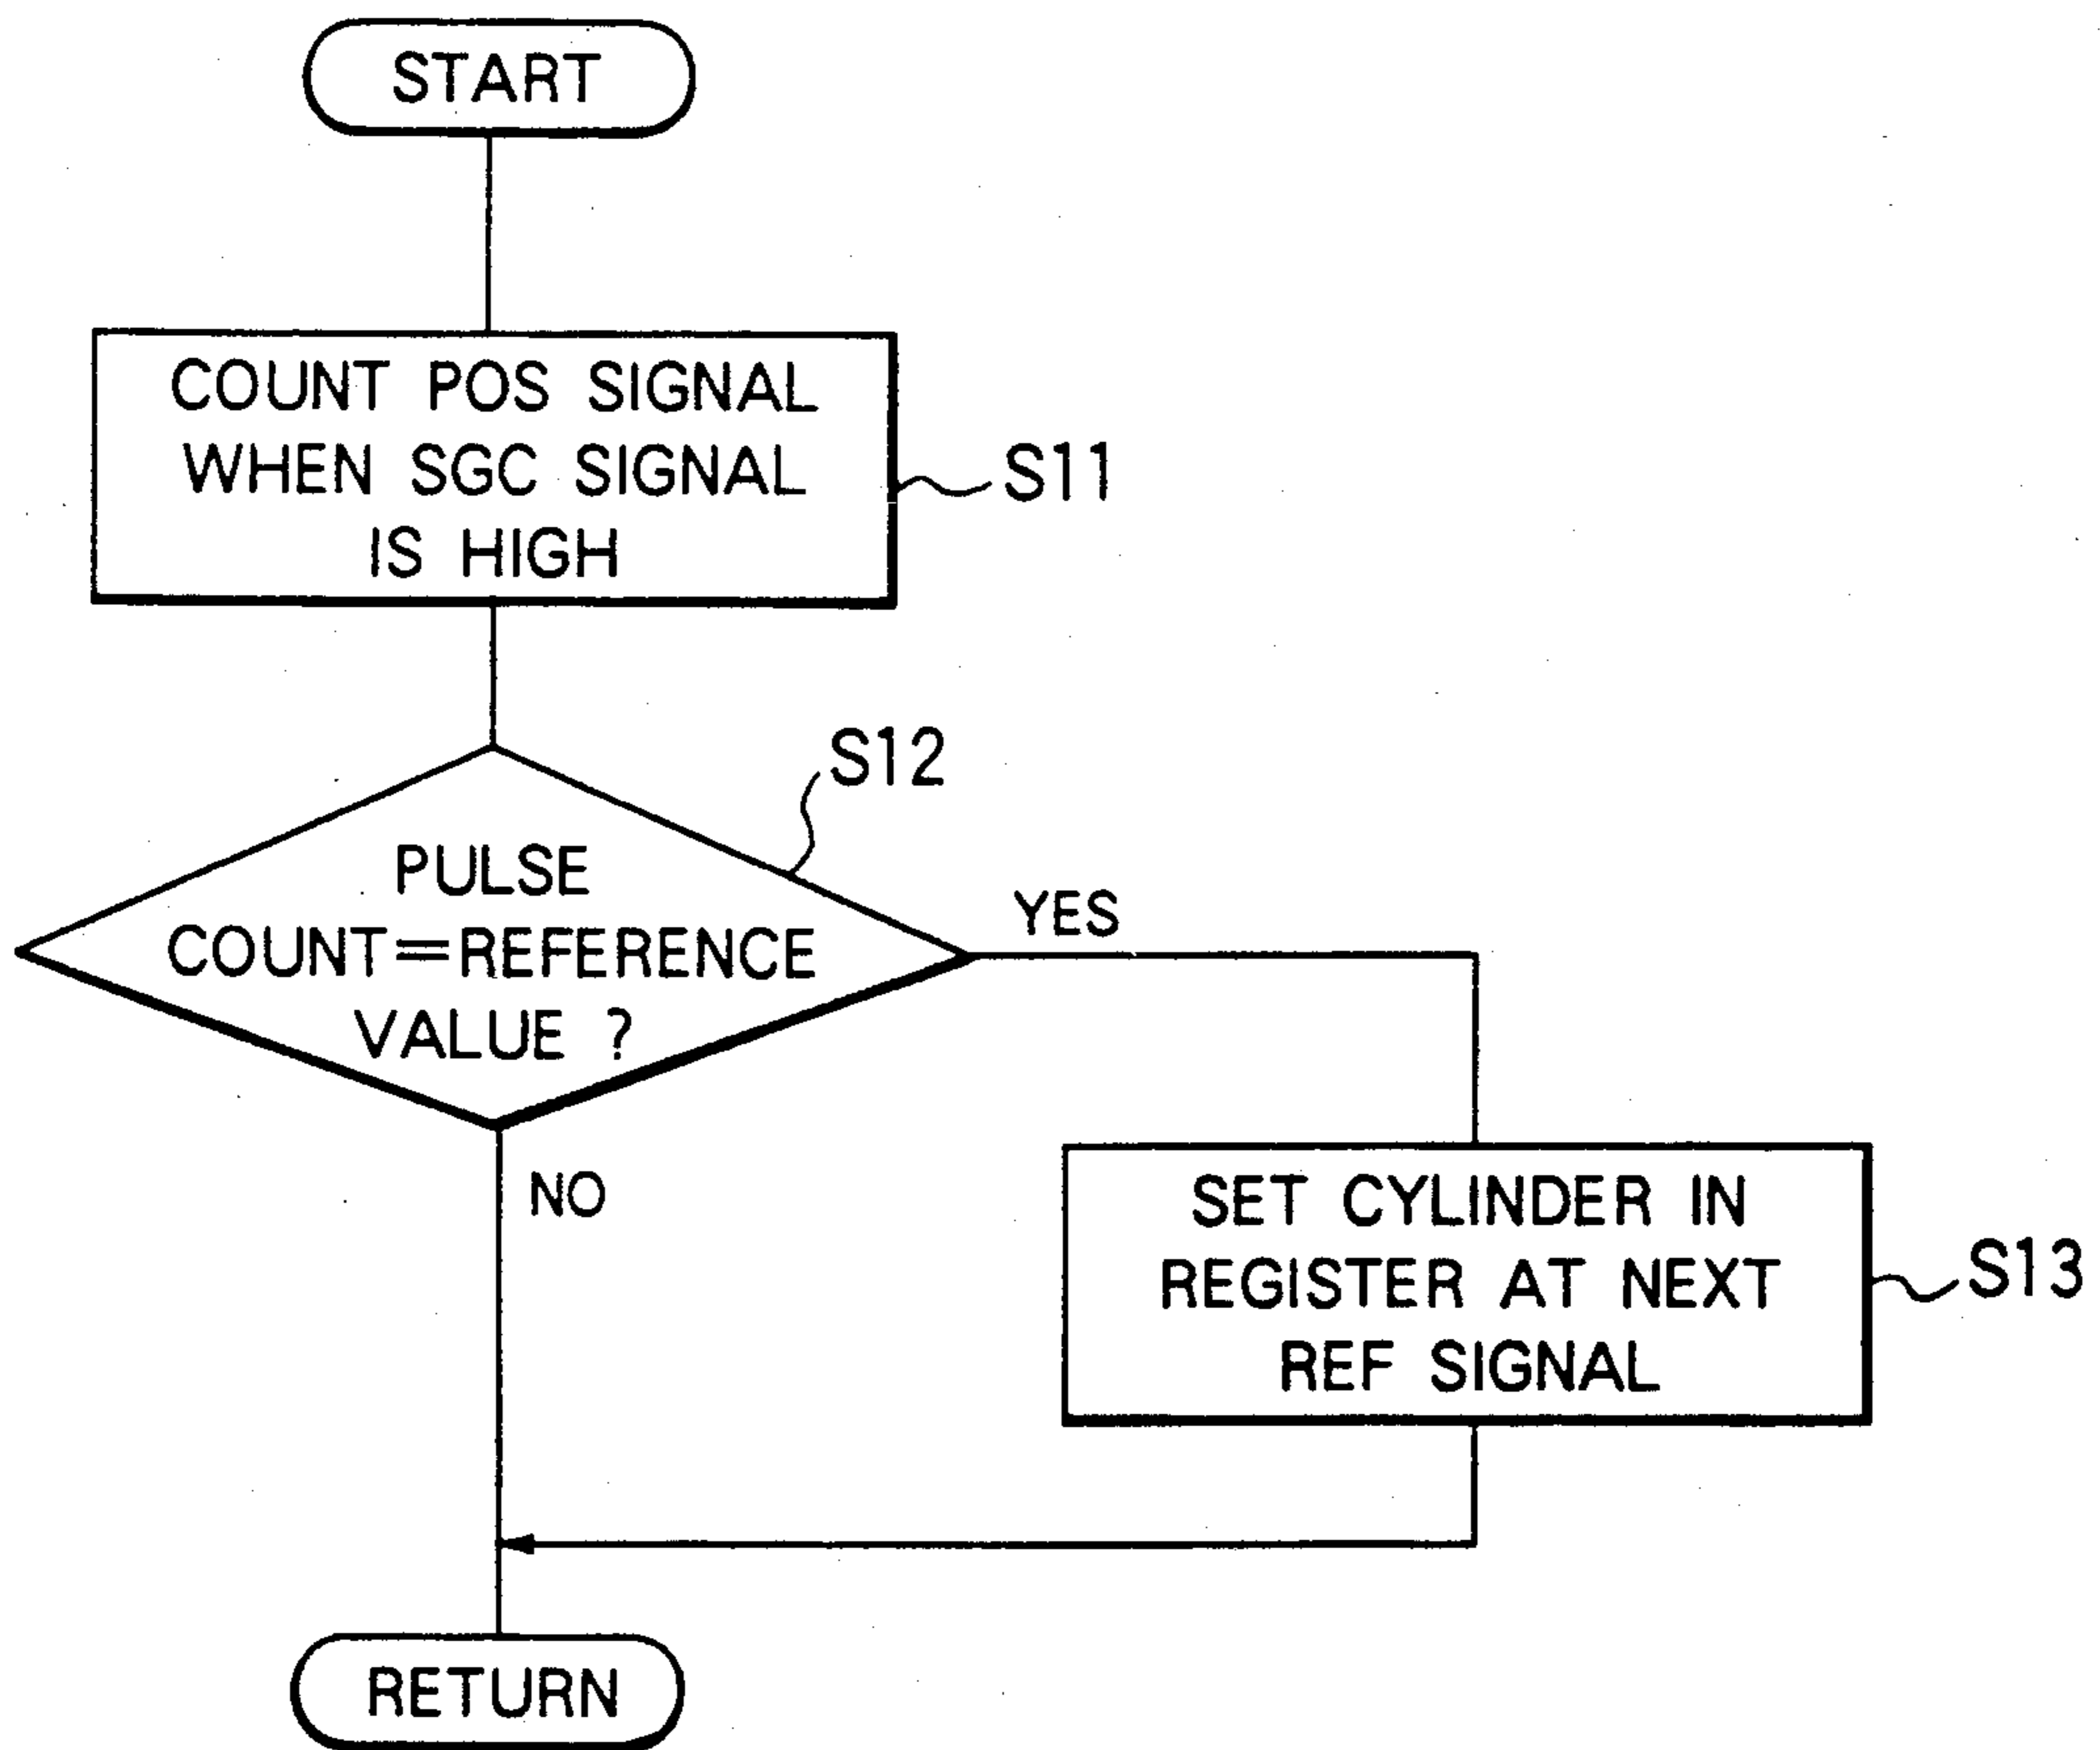 START
COUNT POS SIGNAL
WHEN SGC SIGNAL
IS HIGH
S11
S12
PULSE
COUNT=REFERENCE
VALUE ?
YES
NO
SET CYLINDER IN
REGISTER AT NEXT
REF SIGNAL
S13
RETURN